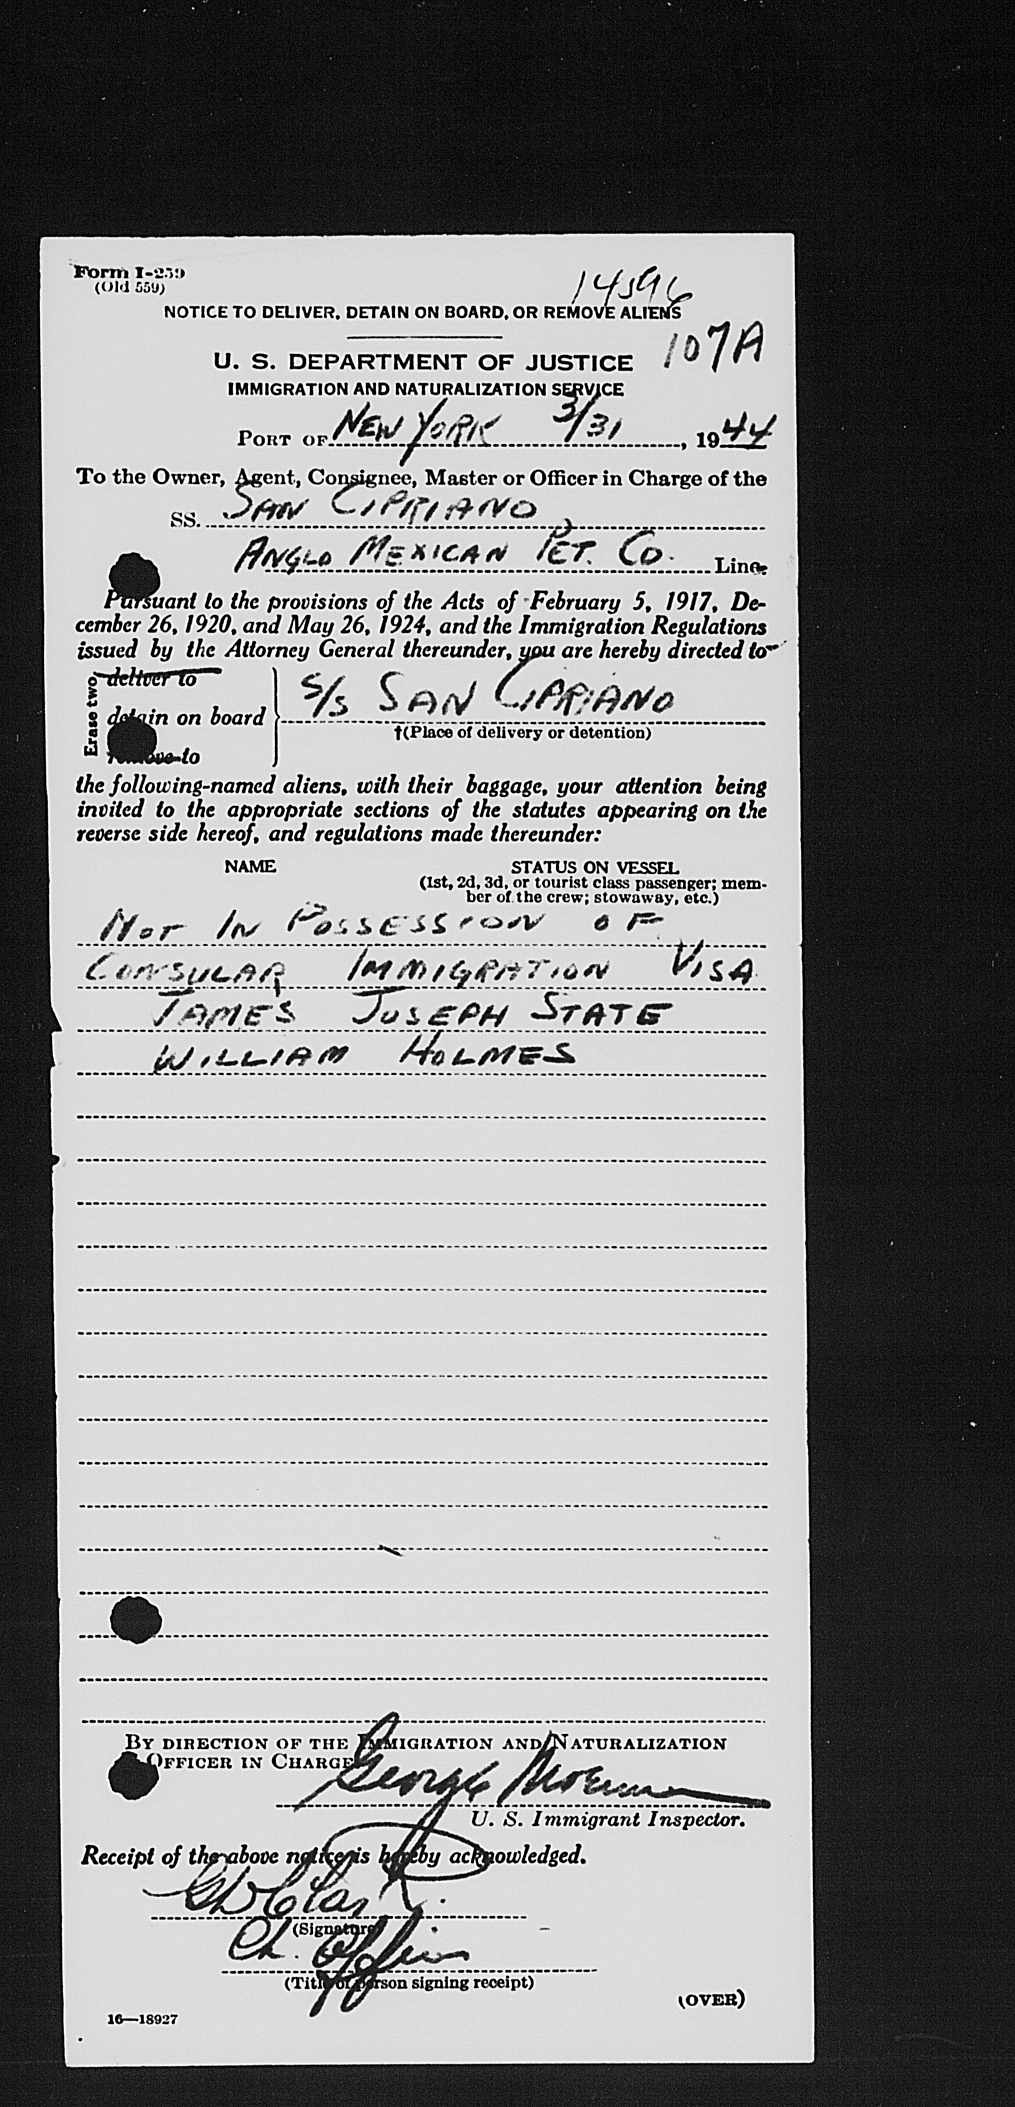 Form I-259
(Old 559)
14596
NOTICE TO DELIVER, DETAIN ON BOARD, OR REMOVE ALIENS
107A
U. S. DEPARTMENT OF JUSTICE
IMMIGRATION AND NATURALIZATION SERVICE
PORT OF NEW YORK 3/31, 1944
To the Owner, Agent, Consignee, Master or Officer in Charge of the
SS. SAN CIPRIANO
ANGLO MEXICAN PET. CO. Line.
Pursuant to the provisions of the Acts of February 5, 1917, De-
cember 26, 1920, and May 26, 1924, and the Immigration Regulations
issued by the Attorney General thereunder, you are hereby directed to
Erase two.
deliver to
detain on board S/S SAN CIPRIANO
†(Place of delivery or detention)
remove to
the following-named aliens, with their baggage, your attention being
invited to the appropriate sections of the statutes appearing on the
reverse side hereof, and regulations made thereunder:
NAME STATUS ON VESSEL
(1st, 2d, 3d, or tourist class passenger; mem-
ber of the crew; stowaway, etc.)
NOT IN POSSESSION OF
CONSULAR IMMIGRATION VISA
JAMES JOSEPH STATE
WILLIAM HOLMES
BY DIRECTION OF THE IMMIGRATION AND NATURALIZATION
OFFICER IN CHARGE
George
U. S. Immigrant Inspector.
Receipt of the above notice is hereby acknowledged.
(Signature)
Ch. Officer
(Title of person signing receipt)
(OVER)
16—18927